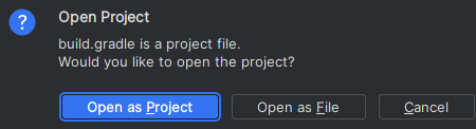 Open Project
build.gradle is a project file.
Would you like to open the project?
Open as Project Open as File Cancel